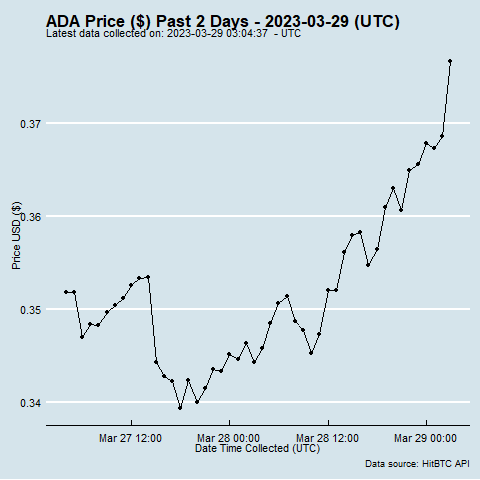 ADA Price ($) Past 2 Days - 2023-03-29 (UTC)
Latest data collected on: 2023-03-29 03:04:37 - UTC
0.37
0.36
0.35
0.34
Price USD ($)
Mar 27 12:00
Mar 28 00:00
Mar 28 12:00
Mar 29 00:00
Date Time Collected (UTC)
Data source: HitBTC API